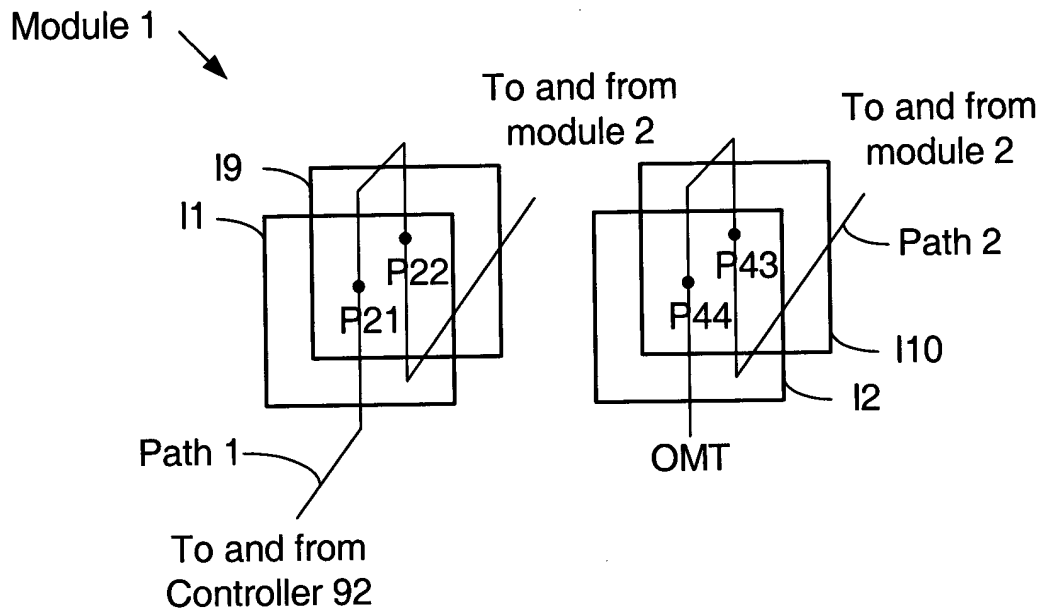 Module 1
To and from
module 2
To and from
module 2
I9
I1
P22
P21
P43
P44
Path 2
I10
I2
Path 1
OMT
To and from
Controller 92